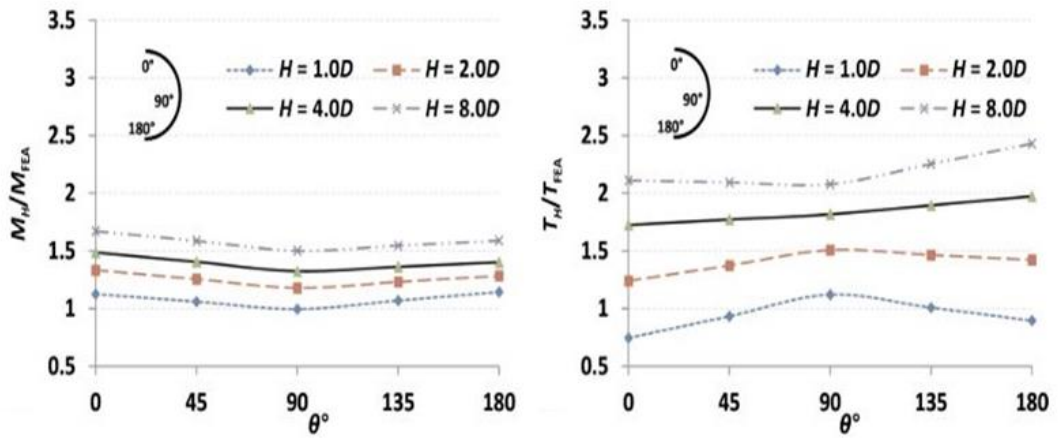 3.5
3
2.5
2
1.5
1
0.5
M_H/M_FEA
0°
90°
180°
H = 1.0D
H = 2.0D
H = 4.0D
H = 8.0D
0 45 90 135 180
θ°
3.5
3
2.5
2
1.5
1
0.5
T_H/T_FEA
0°
90°
180°
H = 1.0D
H = 2.0D
H = 4.0D
H = 8.0D
0 45 90 135 180
θ°